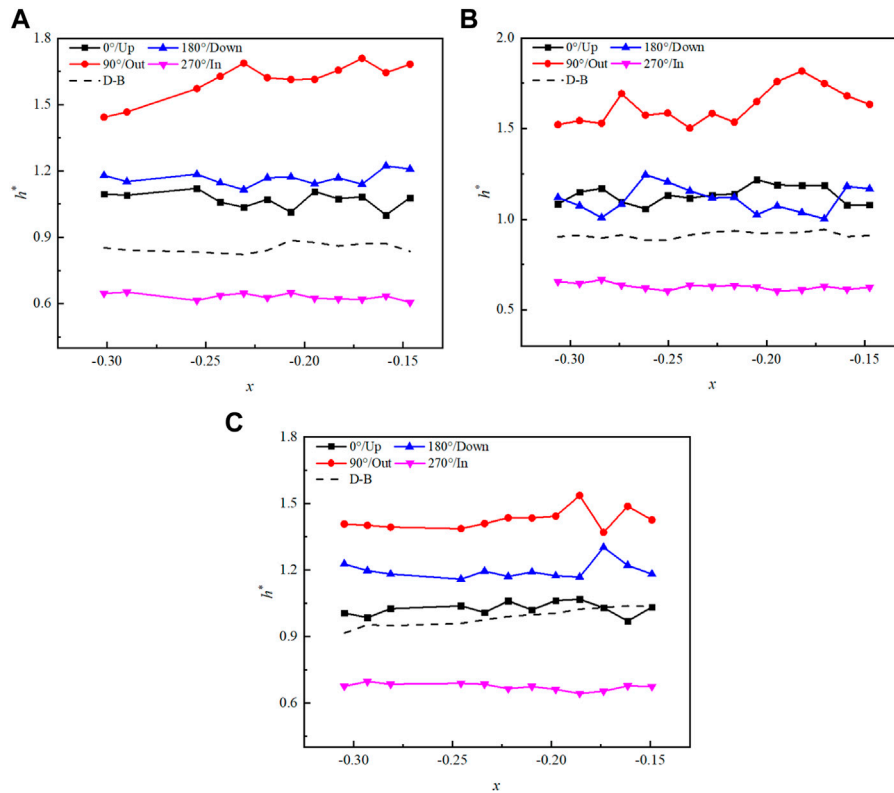 A
1.8
0°/Up 180°/Down
90°/Out 270°/In
D-B
1.5
1.2
0.9
0.6
h*
-0.30 -0.25 -0.20 -0.15
x
B
2.0
0°/Up 180°/Down
90°/Out 270°/In
D-B
1.5
1.0
0.5
h*
-0.30 -0.25 -0.20 -0.15
x
C
1.8
0°/Up 180°/Down
90°/Out 270°/In
D-B
1.5
1.2
0.9
0.6
h*
-0.30 -0.25 -0.20 -0.15
x